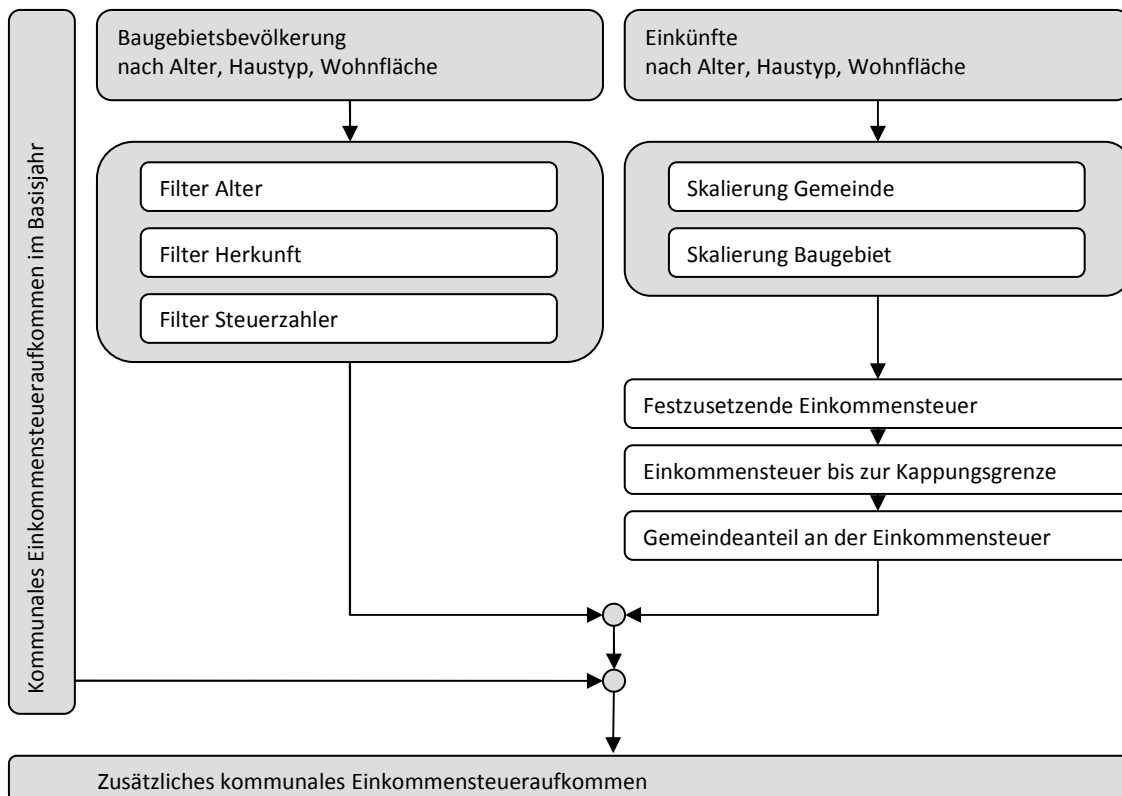 Kommunales Einkommensteueraufkommen im Basisjahr
Baugebietsbevölkerung
nach Alter, Haustyp, Wohnfläche
Filter Alter
Filter Herkunft
Filter Steuerzahler
Einkünfte
nach Alter, Haustyp, Wohnfläche
Skalierung Gemeinde
Skalierung Baugebiet
Festzusetzende Einkommensteuer
Einkommensteuer bis zur Kappungsgrenze
Gemeindeanteil an der Einkommensteuer
Zusätzliches kommunales Einkommensteueraufkommen